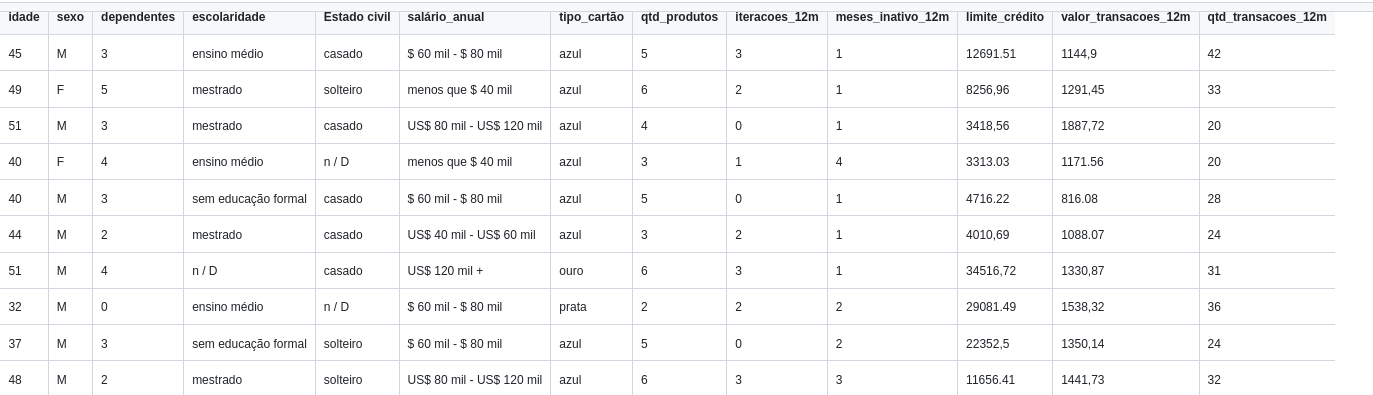 idade sexo dependentes escolaridade Estado civil salário_anual tipo_cartão qtd_produtos iteracoes_12m meses_inativo_12m limite_crédito valor_transacoes_12m qtd_transacoes_12m
45 M 3 ensino médio casado $ 60 mil - $ 80 mil azul 5 3 1 12691.51 1144,9 42
49 F 5 mestrado solteiro menos que $ 40 mil azul 6 2 1 8256,96 1291,45 33
51 M 3 mestrado casado US$ 80 mil - US$ 120 mil azul 4 0 1 3418,56 1887,72 20
40 F 4 ensino médio n / D menos que $ 40 mil azul 3 1 4 3313.03 1171.56 20
40 M 3 sem educação formal casado $ 60 mil - $ 80 mil azul 5 0 1 4716.22 816.08 28
44 M 2 mestrado casado US$ 40 mil - US$ 60 mil azul 3 2 1 4010,69 1088.07 24
51 M 4 n / D casado US$ 120 mil + ouro 6 3 1 34516,72 1330,87 31
32 M 0 ensino médio n / D $ 60 mil - $ 80 mil prata 2 2 2 29081.49 1538,32 36
37 M 3 sem educação formal solteiro $ 60 mil - $ 80 mil azul 5 0 2 22352,5 1350,14 24
48 M 2 mestrado solteiro US$ 80 mil - US$ 120 mil azul 6 3 3 11656.41 1441,73 32